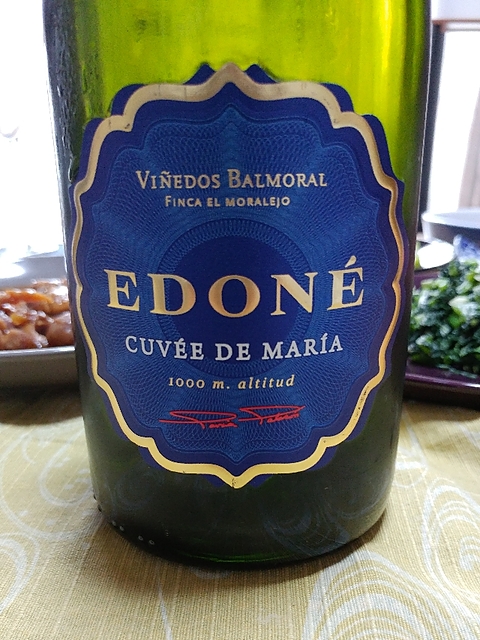 VIÑEDOS BALMORAL
FINCA EL MORALEJO
EDONÉ
CUVÉE DE MARÍA
1000 m. altitud